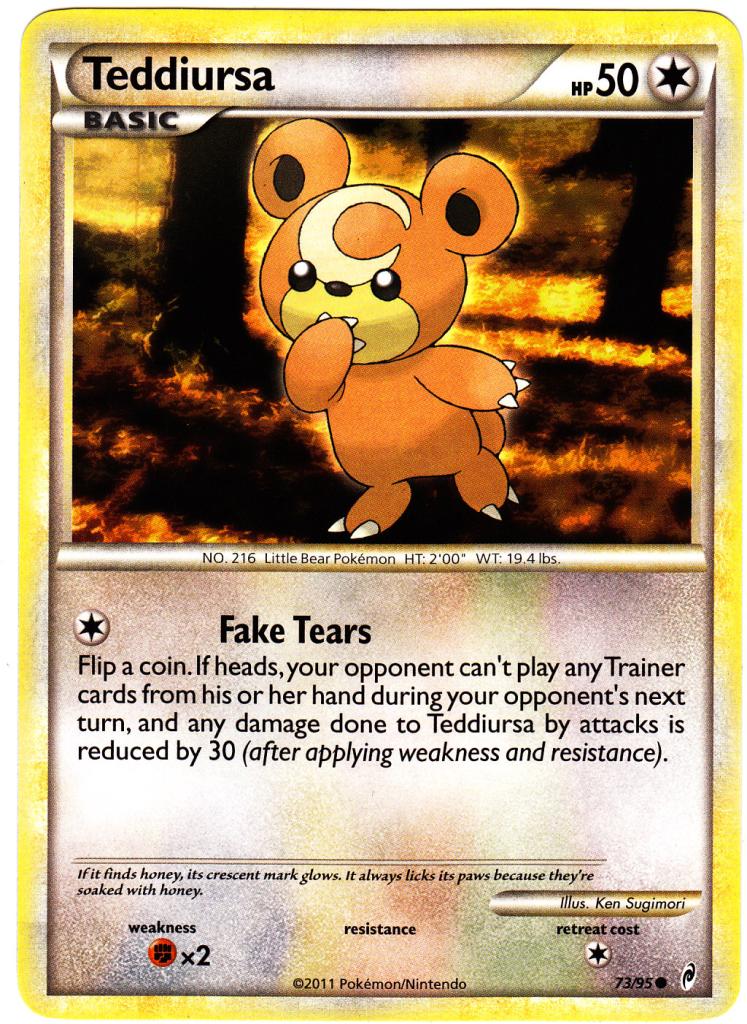 Teddiursa
HP 50
BASIC
NO. 216 Little Bear Pokémon HT: 2'00" WT: 19.4 lbs.
Fake Tears
Flip a coin. If heads, your opponent can't play any Trainer
cards from his or her hand during your opponent's next
turn, and any damage done to Teddiursa by attacks is
reduced by 30 (after applying weakness and resistance).
If it finds honey, its crescent mark glows. It always licks its paws because they're
soaked with honey.
Illus. Ken Sugimori
weakness resistance retreat cost
×2
©2011 Pokémon/Nintendo 73/95